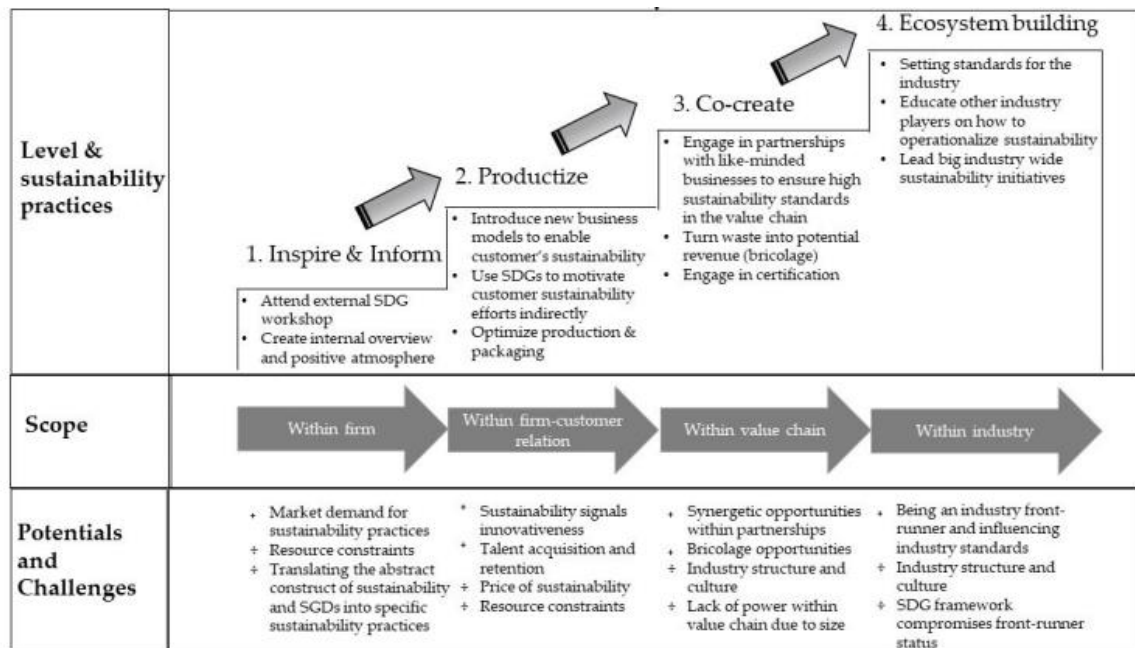 4. Ecosystem building
• Setting standards for the
industry
• Educate other industry
players on how to
operationalize sustainability
• Lead big industry wide
sustainability initiatives
3. Co-create
• Engage in partnerships
with like-minded
businesses to ensure high
sustainability standards
in the value chain
• Turn waste into potential
revenue (bricolage)
• Engage in certification
2. Productize
• Introduce new business
models to enable
customer's sustainability
• Use SDGs to motivate
customer sustainability
efforts indirectly
• Optimize production &
packaging
1. Inspire & Inform
• Attend external SDG
workshop
• Create internal overview
and positive atmosphere
Level &
sustainability
practices
Scope
Within firm
Within firm-customer
relation
Within value chain
Within industry
Potentials
and
Challenges
+ Market demand for
sustainability practices
÷ Resource constraints
÷ Translating the abstract
construct of sustainability
and SGDs into specific
sustainability practices
+ Sustainability signals
innovativeness
+ Talent acquisition and
retention
÷ Price of sustainability
÷ Resource constraints
+ Synergetic opportunities
within partnerships
+ Bricolage opportunities
÷ Industry structure and
culture
÷ Lack of power within
value chain due to size
+ Being an industry front-
runner and influencing
industry standards
÷ Industry structure and
culture
÷ SDG framework
compromises front-runner
status